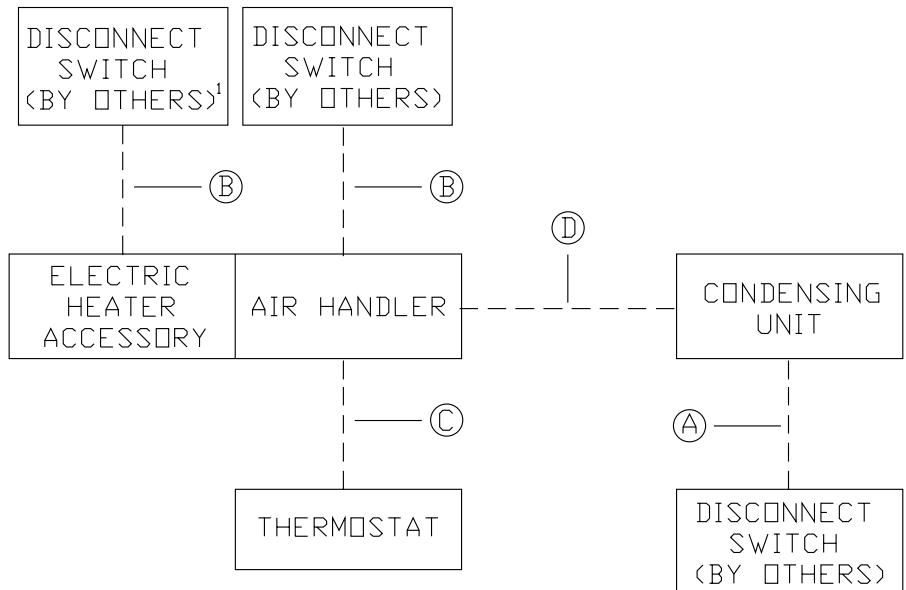 DISCONNECT
SWITCH
(BY OTHERS)¹
DISCONNECT
SWITCH
(BY OTHERS)
B
B
D
ELECTRIC
HEATER
ACCESSORY
AIR HANDLER
CONDENSING
UNIT
C
A
THERMOSTAT
DISCONNECT
SWITCH
(BY OTHERS)